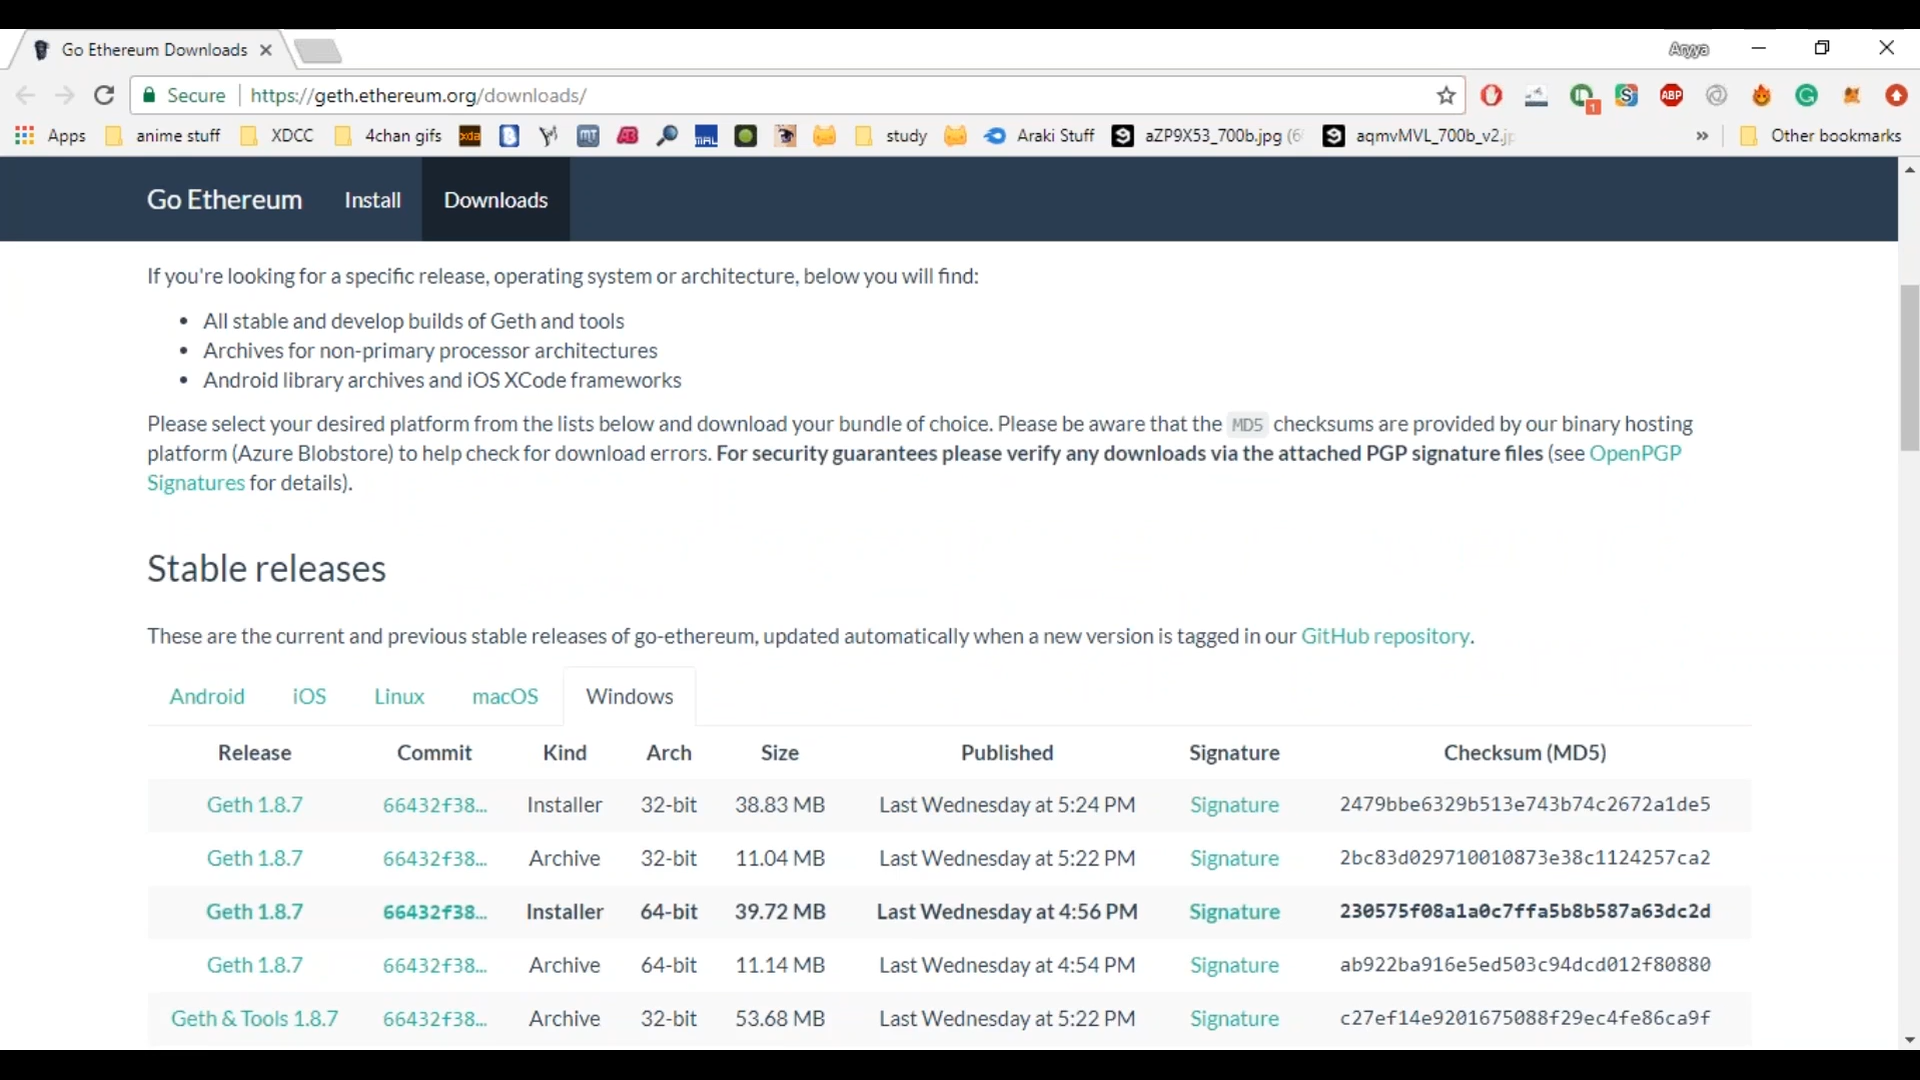 Go Ethereum Downloads
Anyya
Secure https://geth.ethereum.org/downloads/
ABP
1
Apps anime stuff XDCC 4chan gifs xda MAL study Araki Stuff aZP9X53_700b.jpg (6 aqmvMVL_700b_v2.j » Other bookmarks
Go Ethereum Install Downloads
If you're looking for a specific release, operating system or architecture, below you will find:
• All stable and develop builds of Geth and tools
• Archives for non-primary processor architectures
• Android library archives and iOS XCode frameworks
Please select your desired platform from the lists below and download your bundle of choice. Please be aware that the MD5 checksums are provided by our binary hosting
platform (Azure Blobstore) to help check for download errors. For security guarantees please verify any downloads via the attached PGP signature files (see OpenPGP
Signatures for details).
Stable releases
These are the current and previous stable releases of go-ethereum, updated automatically when a new version is tagged in our GitHub repository.
Android iOS Linux macOS Windows
Release Commit Kind Arch Size Published Signature Checksum (MD5)
Geth 1.8.7 66432f38... Installer 32-bit 38.83 MB Last Wednesday at 5:24 PM Signature 2479bbe6329b513e743b74c2672a1de5
Geth 1.8.7 66432f38... Archive 32-bit 11.04 MB Last Wednesday at 5:22 PM Signature 2bc83d029710010873e38c1124257ca2
Geth 1.8.7 66432f38... Installer 64-bit 39.72 MB Last Wednesday at 4:56 PM Signature 230575f08a1a0c7ffa5b8b587a63dc2d
Geth 1.8.7 66432f38... Archive 64-bit 11.14 MB Last Wednesday at 4:54 PM Signature ab922ba916e5ed503c94dcd012f80880
Geth & Tools 1.8.7 66432f38... Archive 32-bit 53.68 MB Last Wednesday at 5:22 PM Signature c27ef14e9201675088f29ec4fe86ca9f